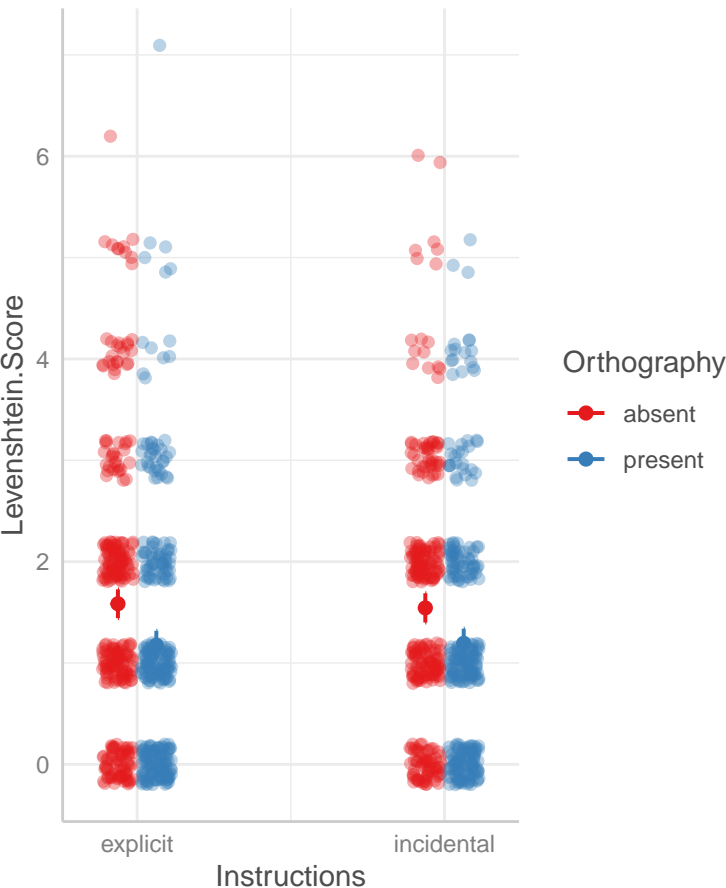 Levenshtein.Score
6
4
2
0
explicit
incidental
Instructions
Orthography
absent
present